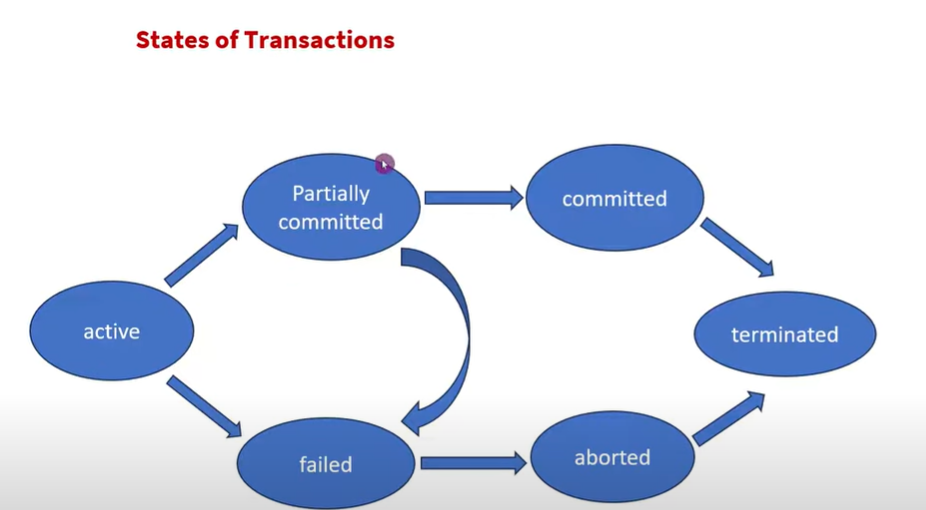 States of Transactions
Partially
committed
committed
active
terminated
failed
aborted